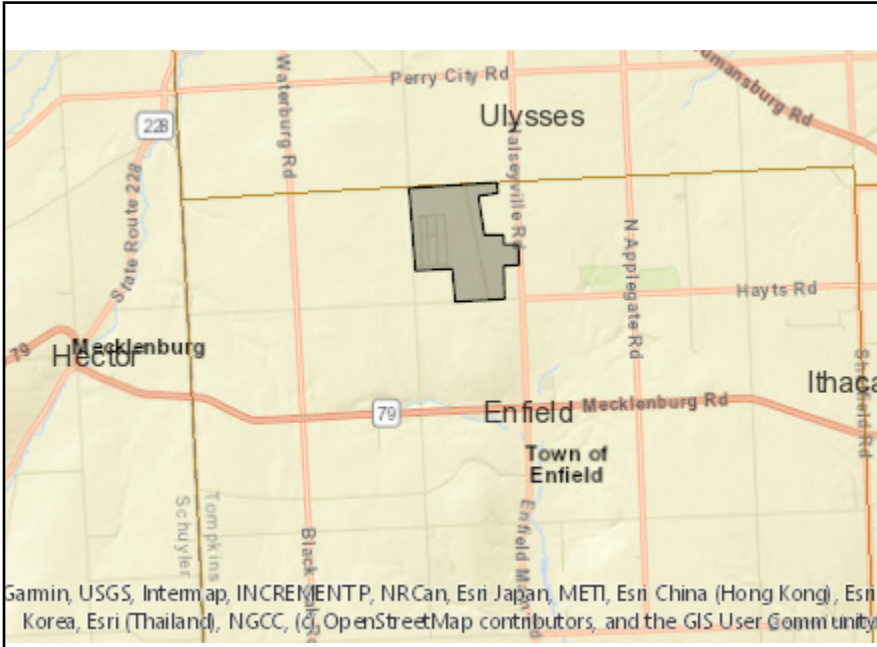 Perry City Rd
Waterburg Rd
Ulysses
228
State Route 228
Halseyville Rd
N Applegate Rd
Hayts Rd
79
Mecklenburg
Hector
79
Enfield
Mecklenburg Rd
Ithaca
Town of
Enfield
Schuyler
Tompkins
Enfield Main
Garmin, USGS, Intermap, INCREMENT P, NRCan, Esri Japan, METI, Esri China (Hong Kong), Esri
Korea, Esri (Thailand), NGCC, (c) OpenStreetMap contributors, and the GIS User Community